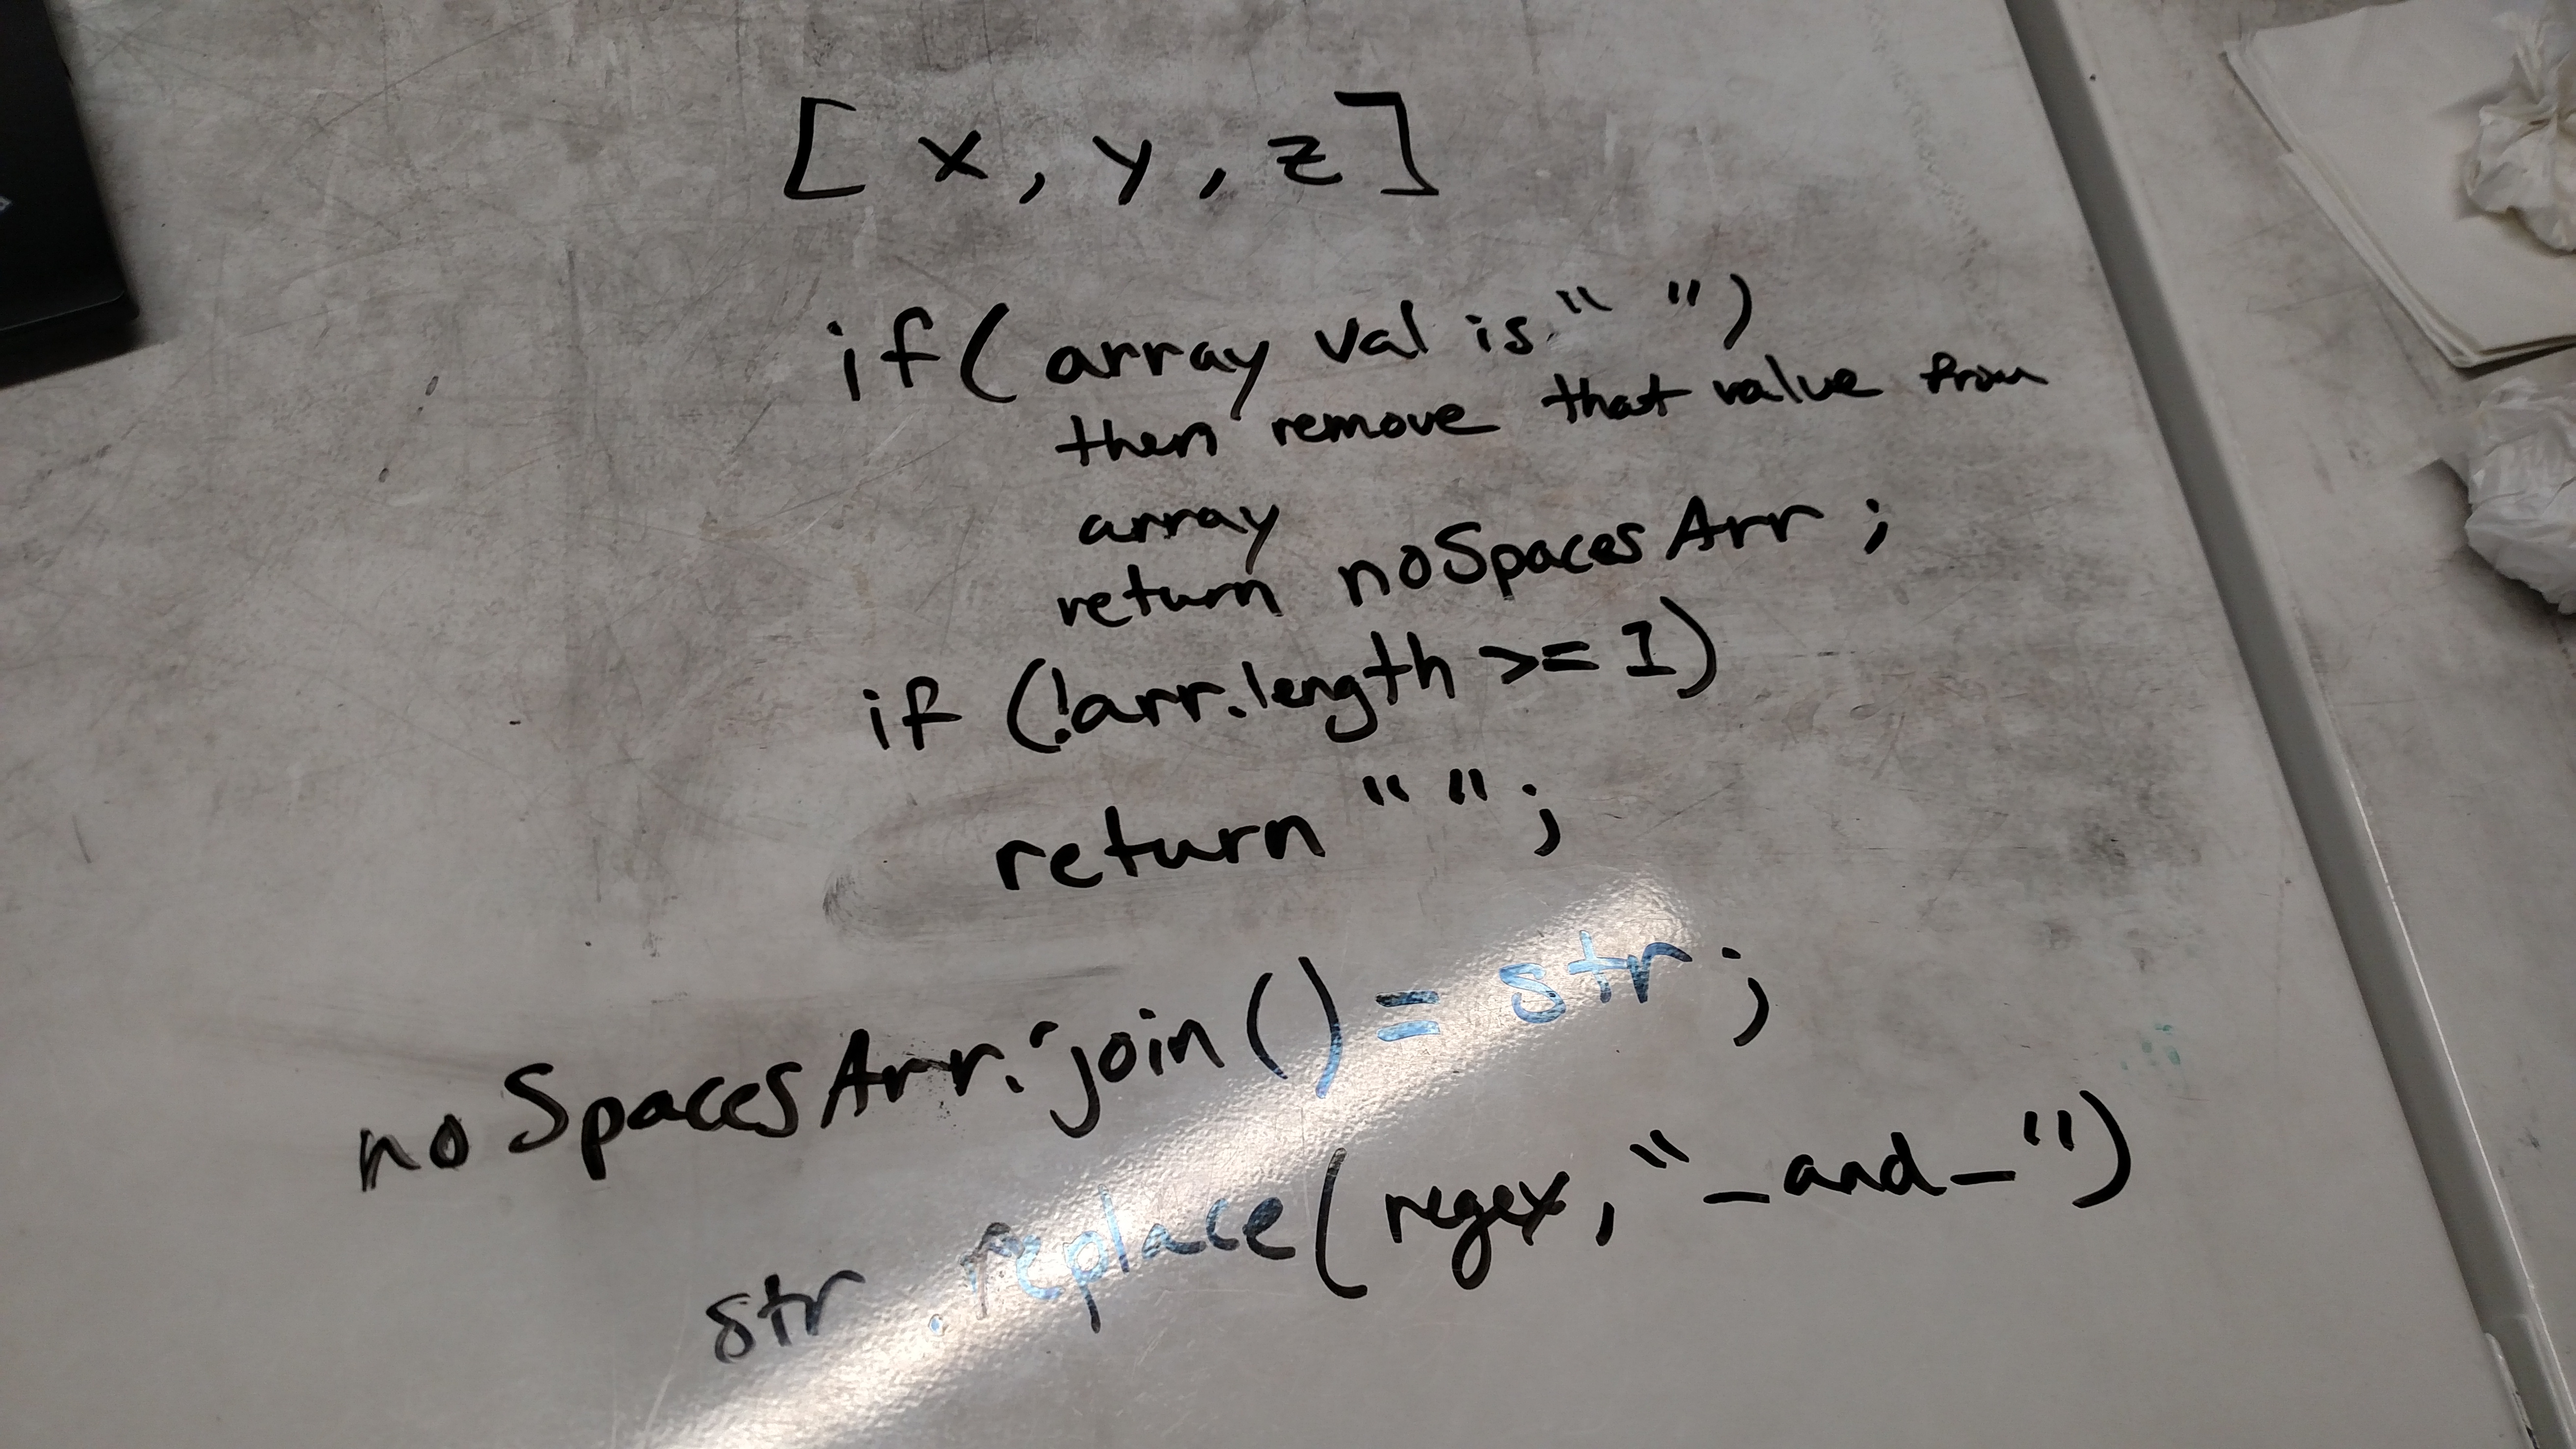 [ x, y, z ]
if( array val is " ")
then remove that value from
array
return noSpacesArr ;
if (!arr.length >= 1)
return " ";
noSpacesArr.join() = str ;
str .replace( regex, "_and_")